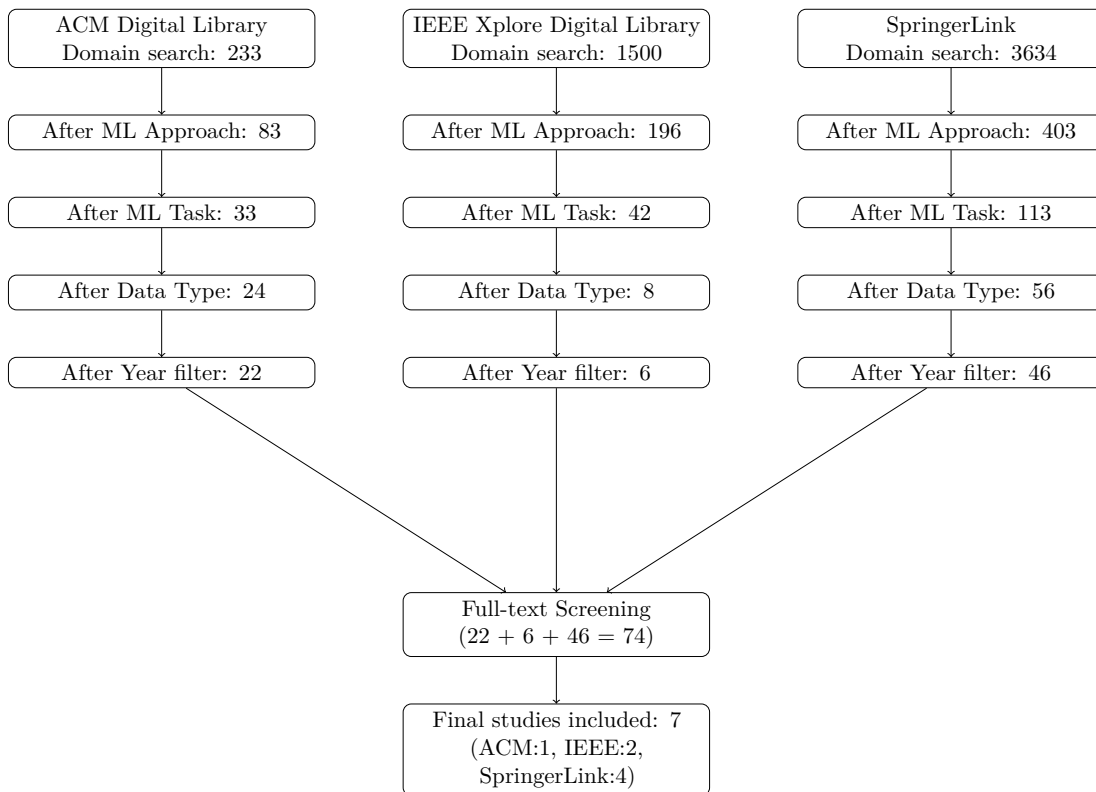 ACM Digital Library
Domain search: 233
IEEE Xplore Digital Library
Domain search: 1500
SpringerLink
Domain search: 3634
After ML Approach: 83
After ML Approach: 196
After ML Approach: 403
After ML Task: 33
After ML Task: 42
After ML Task: 113
After Data Type: 24
After Data Type: 8
After Data Type: 56
After Year filter: 22
After Year filter: 6
After Year filter: 46
Full-text Screening
(22 + 6 + 46 = 74)
Final studies included: 7
(ACM:1, IEEE:2,
SpringerLink:4)